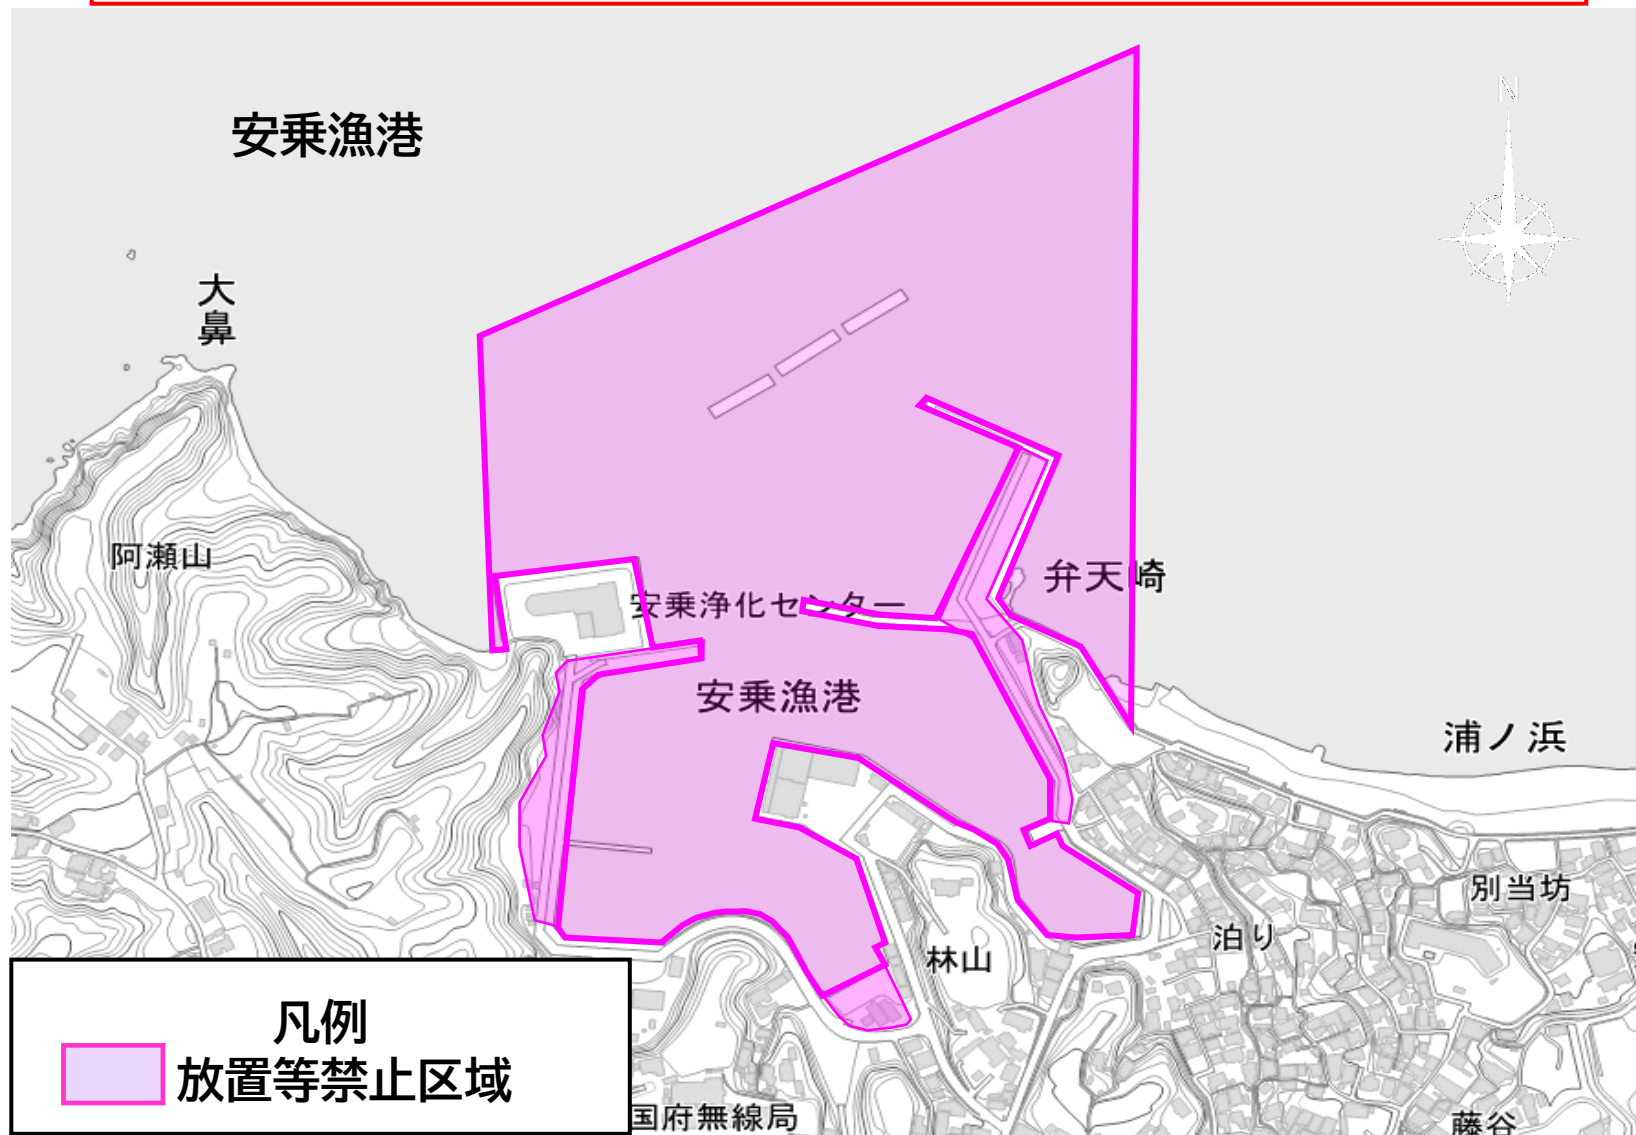 安乗漁港
N
大鼻
阿瀬山
弁天崎
安乗浄化センター
安乗漁港
浦ノ浜
別当坊
泊り
林山
凡例
放置等禁止区域
国府無線局
藤谷